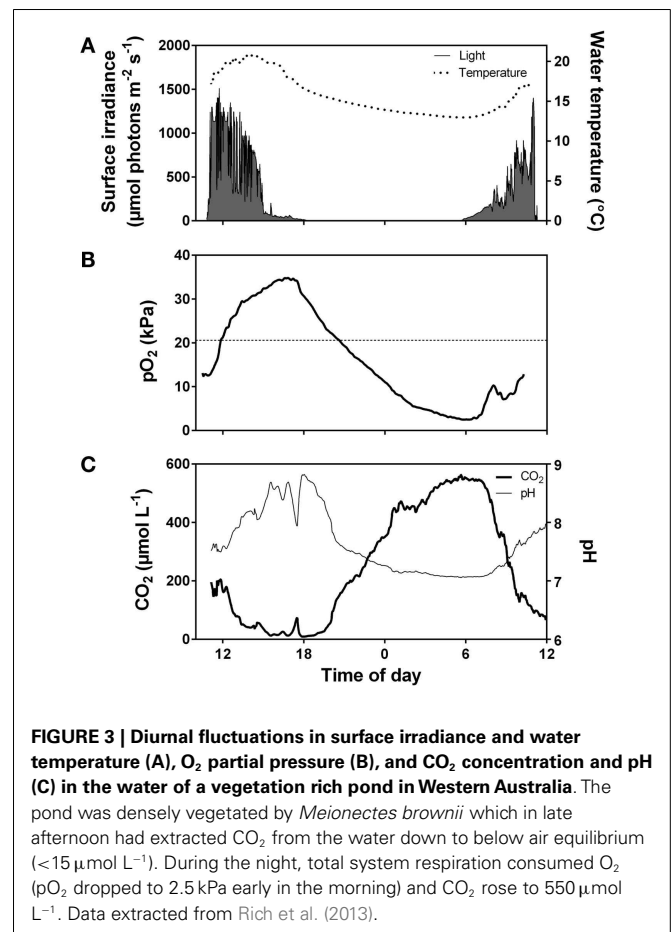 A
Surface irradiance
(µmol photons m⁻² s⁻¹)
2000
1500
1000
500
0
Light
Temperature
20
15
10
5
0
Water temperature (°C)
B
pO₂ (kPa)
40
30
20
10
0
C
CO₂ (µmol L⁻¹)
600
400
200
0
CO₂
pH
9
8
7
6
pH
12 18 0 6 12
Time of day
FIGURE 3 | Diurnal fluctuations in surface irradiance and water
temperature (A), O₂ partial pressure (B), and CO₂ concentration and pH
(C) in the water of a vegetation rich pond in Western Australia. The
pond was densely vegetated by Meionectes brownii which in late
afternoon had extracted CO₂ from the water down to below air equilibrium
(<15 µmol L⁻¹). During the night, total system respiration consumed O₂
(pO₂ dropped to 2.5 kPa early in the morning) and CO₂ rose to 550 µmol
L⁻¹. Data extracted from Rich et al. (2013).